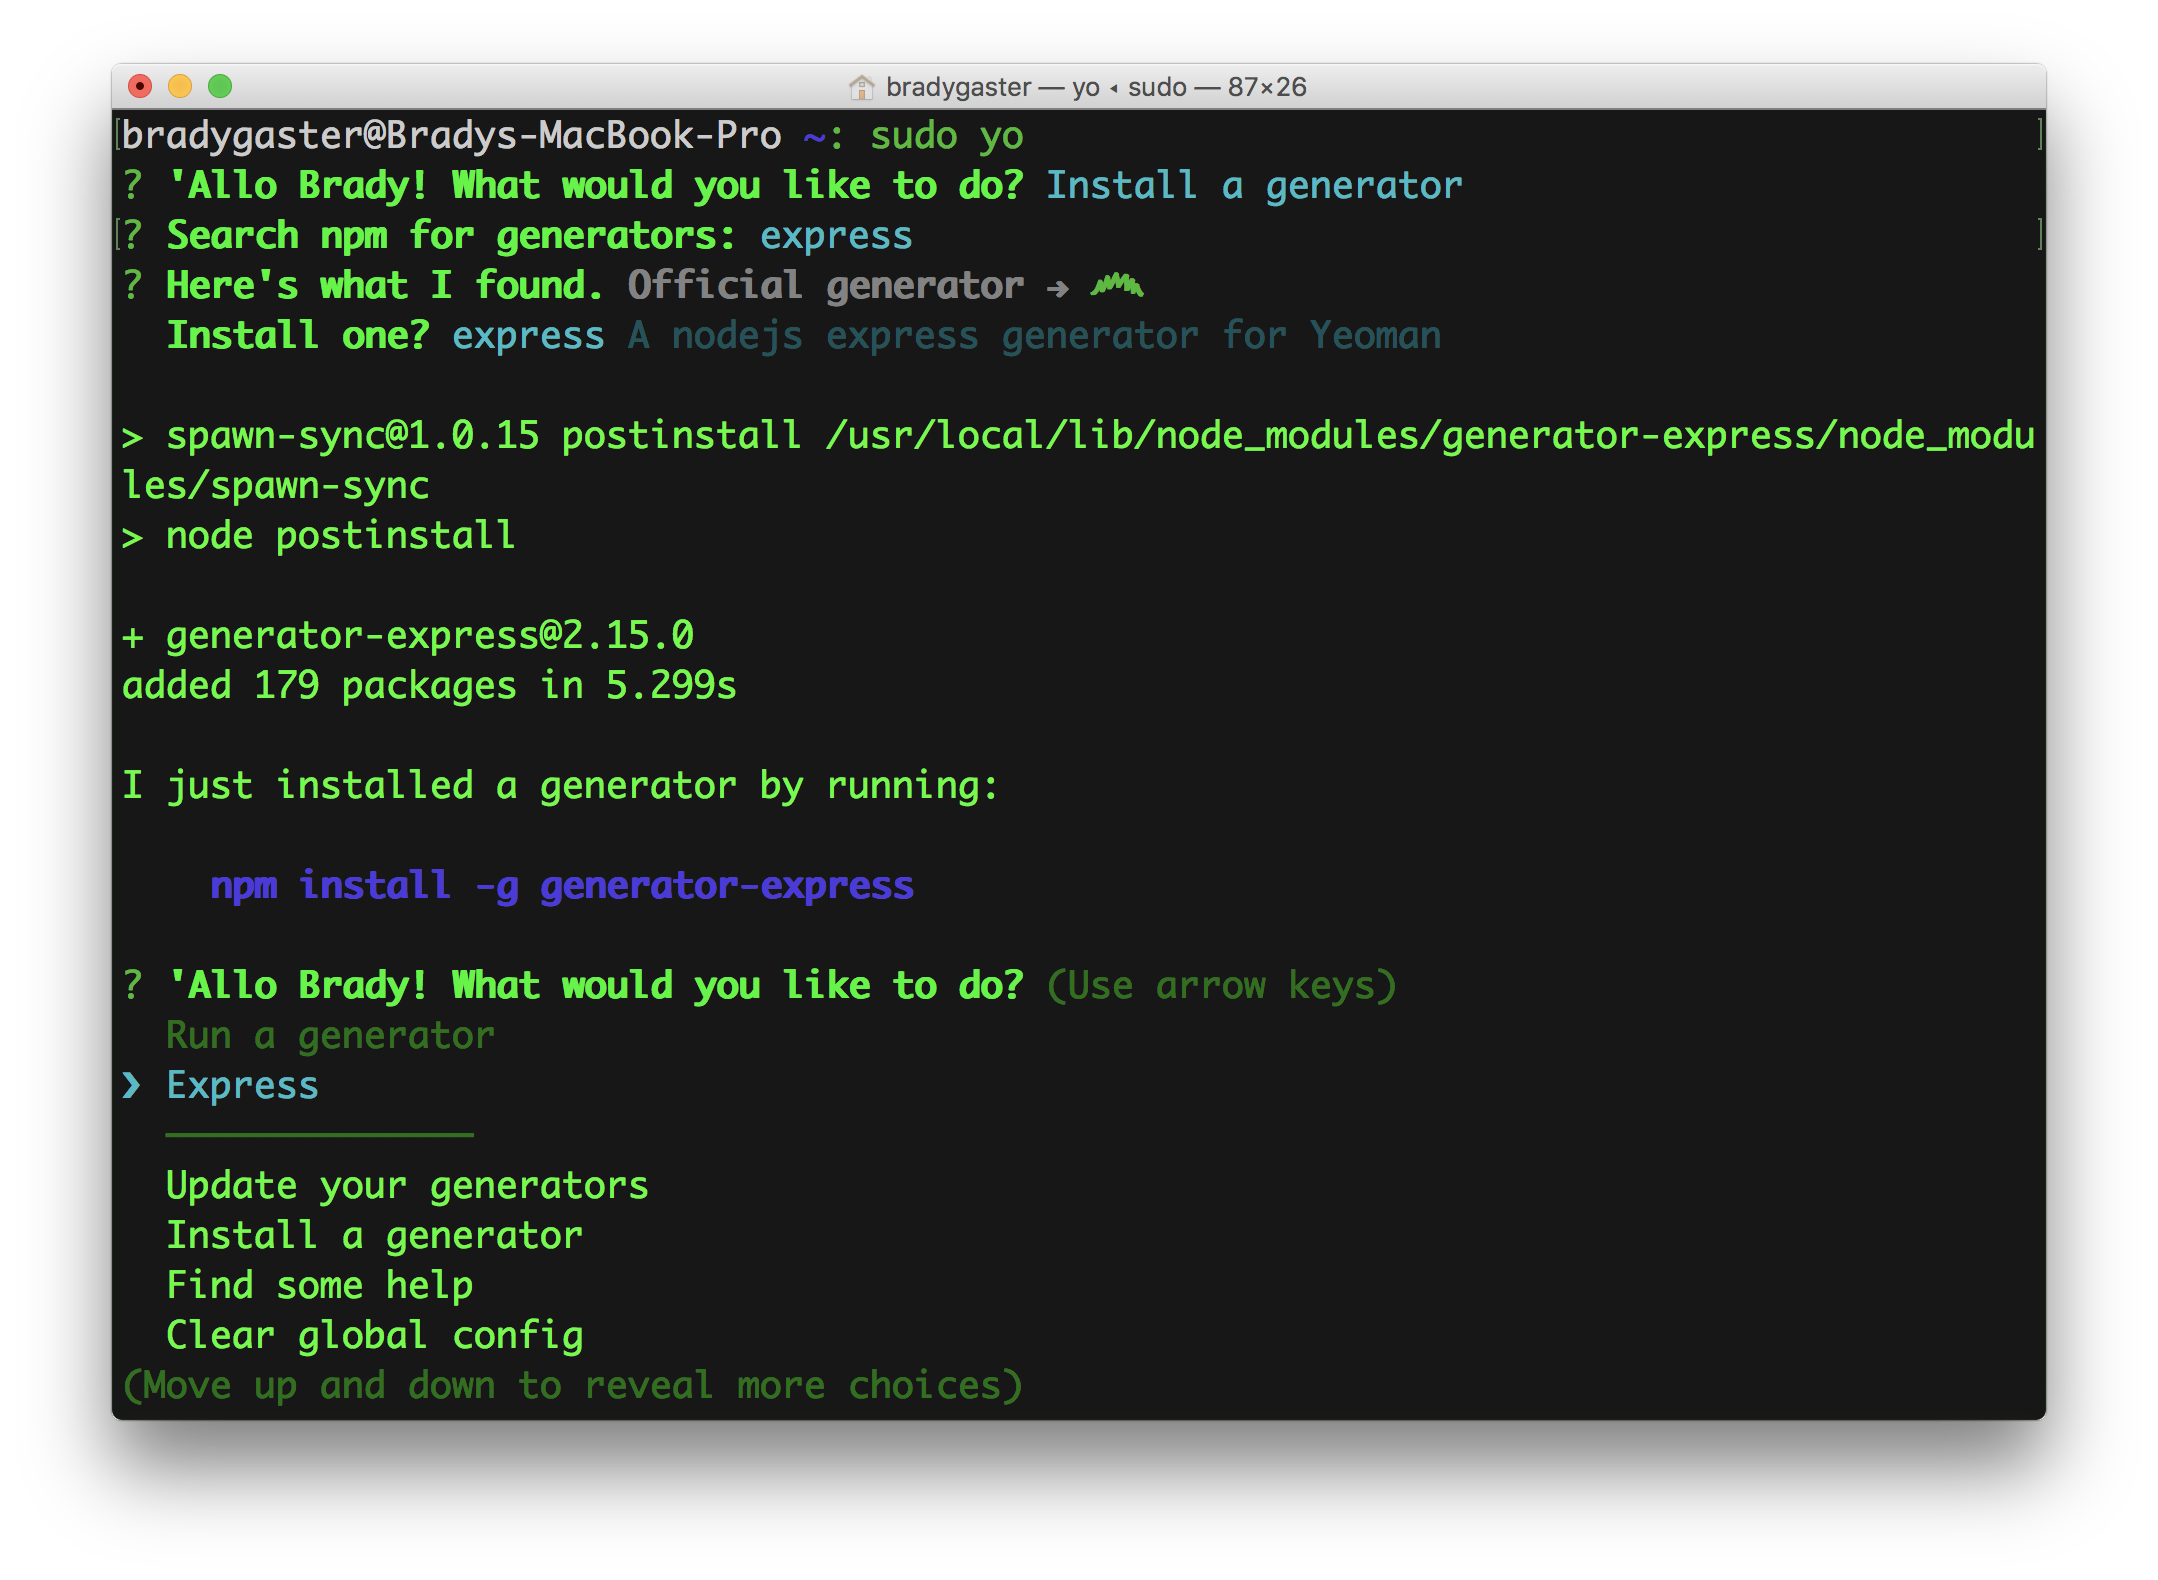 bradygaster — yo ◂ sudo — 87×26
[bradygaster@Bradys-MacBook-Pro ~: sudo yo ]
? 'Allo Brady! What would you like to do? Install a generator
[? Search npm for generators: express ]
? Here's what I found. Official generator →
Install one? express A nodejs express generator for Yeoman
> spawn-sync@1.0.15 postinstall /usr/local/lib/node_modules/generator-express/node_modu
les/spawn-sync
> node postinstall
+ generator-express@2.15.0
added 179 packages in 5.299s
I just installed a generator by running:
npm install -g generator-express
? 'Allo Brady! What would you like to do? (Use arrow keys)
Run a generator
❯ Express
──────────────
Update your generators
Install a generator
Find some help
Clear global config
(Move up and down to reveal more choices)